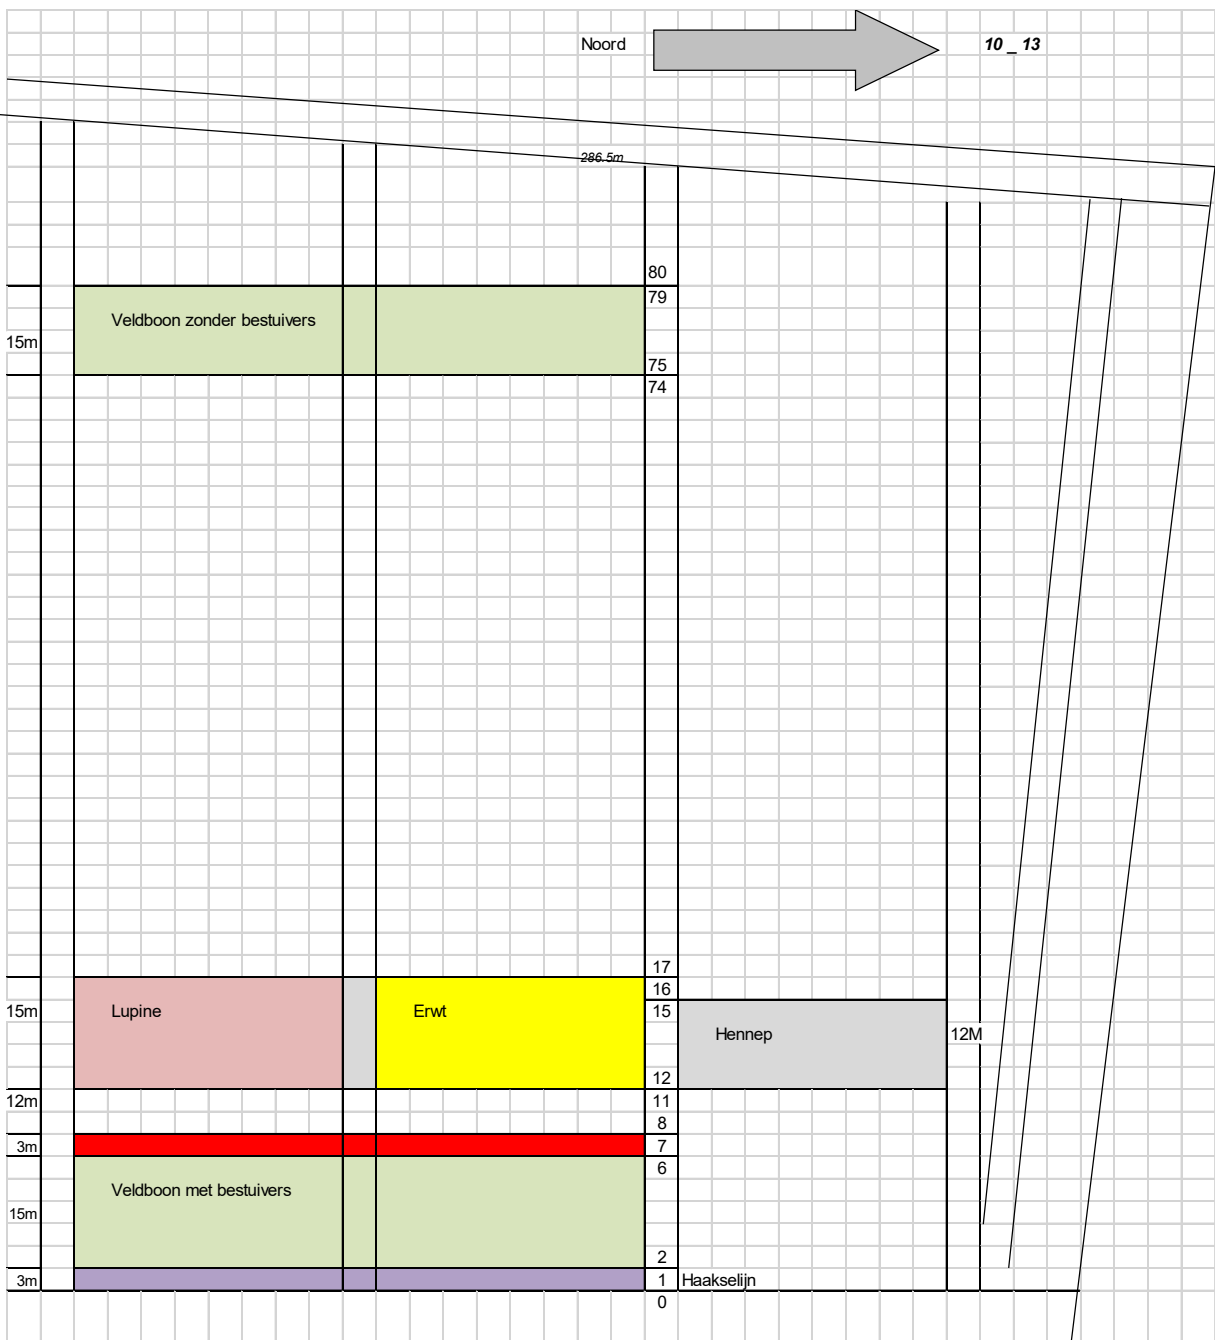 Noord
10 _ 13
286.5m
80
79
Veldboon zonder bestuivers
15m
75
74
17
16
15m
Lupine
Erwt
15
Hennep
12M
12
12m
11
8
3m
7
6
Veldboon met bestuivers
15m
2
3m
1
Haakselijn
0